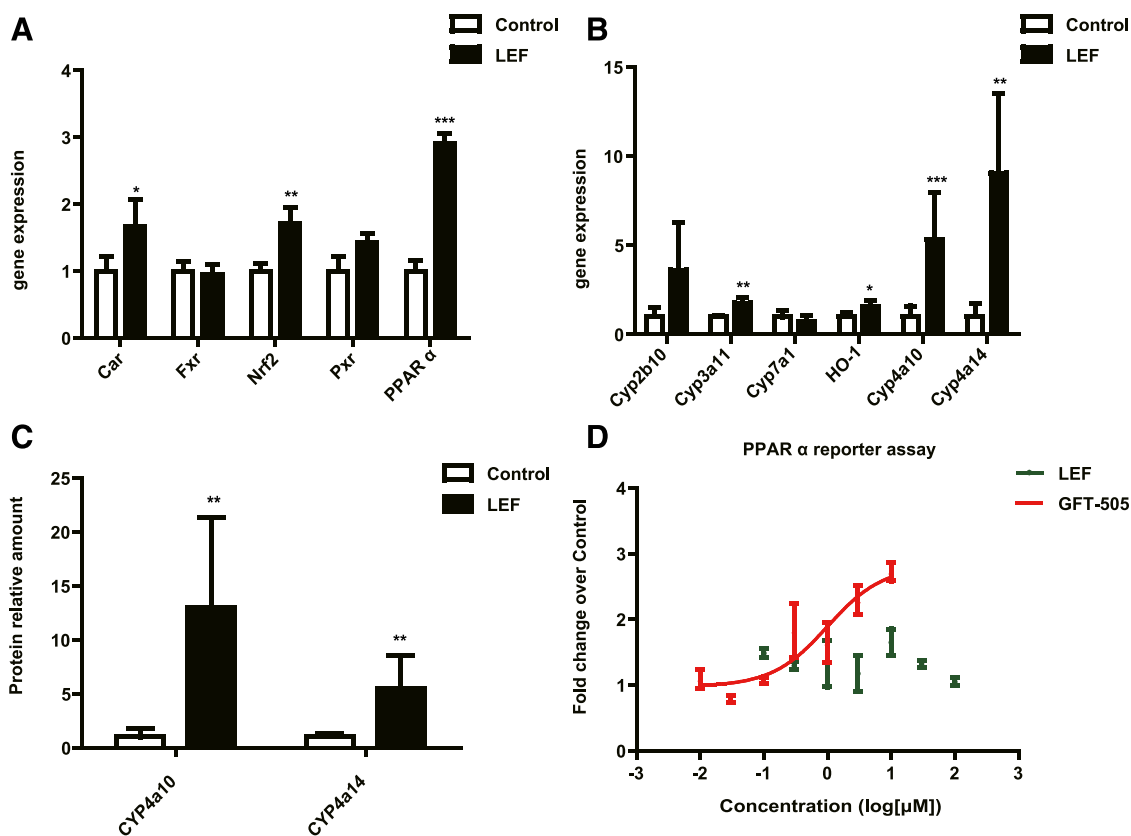 A
Control
LEF
gene expression
4
3
2
1
0
*
**
***
Car
Fxr
Nrf2
Pxr
PPAR α
B
Control
LEF
gene expression
15
10
5
0
**
*
***
**
Cyp2b10
Cyp3a11
Cyp7a1
HO-1
Cyp4a10
Cyp4a14
C
Control
LEF
Protein relative amount
25
20
15
10
5
0
**
**
CYP4a10
CYP4a14
D
PPAR α reporter assay
LEF
GFT-505
Fold change over Control
4
3
2
1
0
-3 -2 -1 0 1 2 3
Concentration (log[μM])